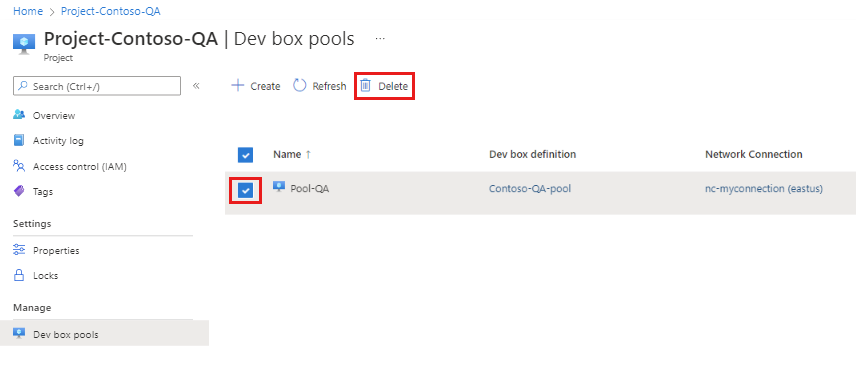 Home > Project-Contoso-QA
Project-Contoso-QA | Dev box pools ...
Project
Search (Ctrl+/) «
Create Refresh Delete
Overview
Activity log
Access control (IAM)
Tags
Settings
Properties
Locks
Manage
Dev box pools
Name ↑ Dev box definition Network Connection
Pool-QA Contoso-QA-pool nc-myconnection (eastus)